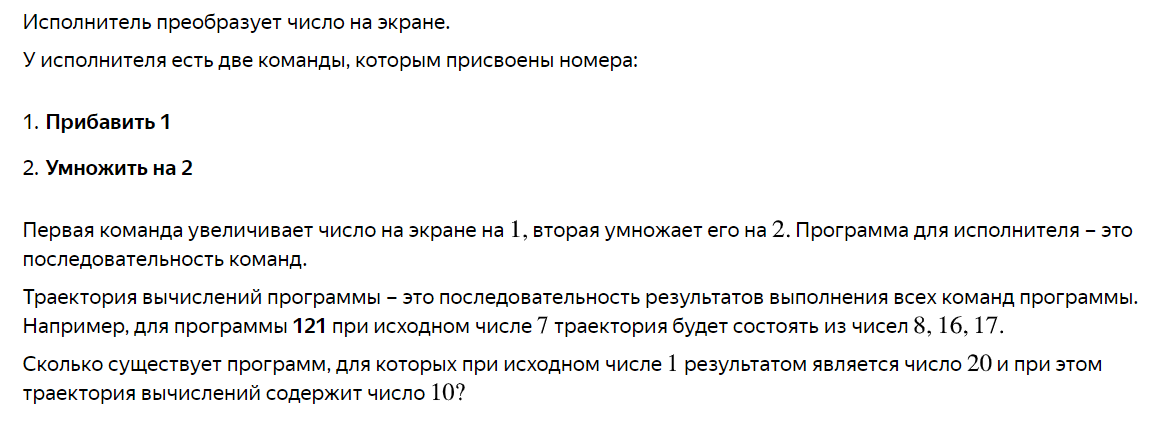 Исполнитель преобразует число на экране.
У исполнителя есть две команды, которым присвоены номера:
1. Прибавить 1
2. Умножить на 2
Первая команда увеличивает число на экране на 1, вторая умножает его на 2. Программа для исполнителя – это
последовательность команд.
Траектория вычислений программы – это последовательность результатов выполнения всех команд программы.
Например, для программы 121 при исходном числе 7 траектория будет состоять из чисел 8, 16, 17.
Сколько существует программ, для которых при исходном числе 1 результатом является число 20 и при этом
траектория вычислений содержит число 10?